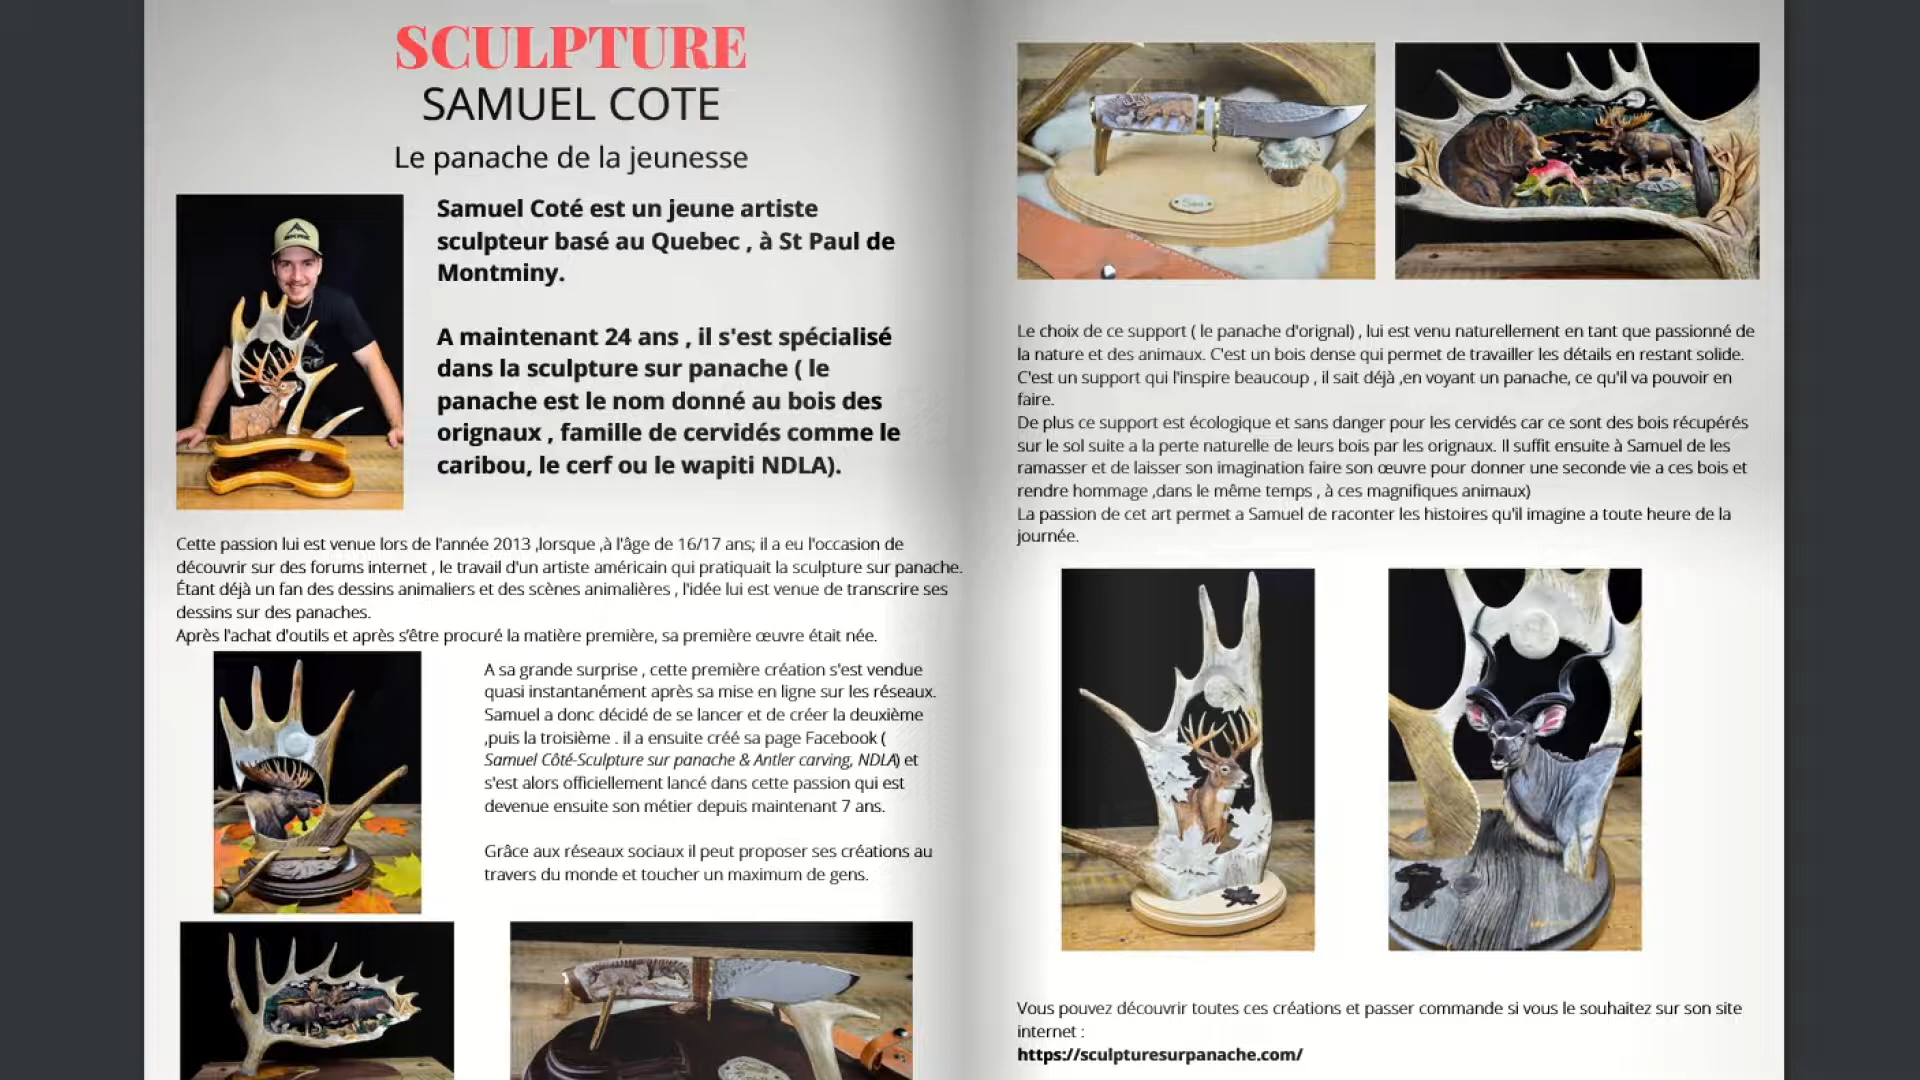 SCULPTURE
SAMUEL COTE
Le panache de la jeunesse
Samuel Coté est un jeune artiste
sculpteur basé au Quebec , à St Paul de
Montminy.
A maintenant 24 ans , il s'est spécialisé
dans la sculpture sur panache ( le
panache est le nom donné au bois des
orignaux , famille de cervidés comme le
caribou, le cerf ou le wapiti NDLA).
Cette passion lui est venue lors de l'année 2013 ,lorsque ,à l'âge de 16/17 ans; il a eu l'occasion de
découvrir sur des forums internet , le travail d'un artiste américain qui pratiquait la sculpture sur panache.
Étant déjà un fan des dessins animaliers et des scènes animalières , l'idée lui est venue de transcrire ses
dessins sur des panaches.
Après l'achat d'outils et après s’être procuré la matière première, sa première œuvre était née.
A sa grande surprise , cette première création s'est vendue
quasi instantanément après sa mise en ligne sur les réseaux.
Samuel a donc décidé de se lancer et de créer la deuxième
,puis la troisième . il a ensuite créé sa page Facebook (
Samuel Côté-Sculpture sur panache & Antler carving, NDLA) et
s'est alors officiellement lancé dans cette passion qui est
devenue ensuite son métier depuis maintenant 7 ans.
Grâce aux réseaux sociaux il peut proposer ses créations au
travers du monde et toucher un maximum de gens.
Le choix de ce support ( le panache d'orignal) , lui est venu naturellement en tant que passionné de
la nature et des animaux. C'est un bois dense qui permet de travailler les détails en restant solide.
C'est un support qui l'inspire beaucoup , il sait déjà ,en voyant un panache, ce qu'il va pouvoir en
faire.
De plus ce support est écologique et sans danger pour les cervidés car ce sont des bois récupérés
sur le sol suite a la perte naturelle de leurs bois par les orignaux. Il suffit ensuite à Samuel de les
ramasser et de laisser son imagination faire son œuvre pour donner une seconde vie a ces bois et
rendre hommage ,dans le même temps , à ces magnifiques animaux)
La passion de cet art permet a Samuel de raconter les histoires qu'il imagine a toute heure de la
journée.
Vous pouvez découvrir toutes ces créations et passer commande si vous le souhaitez sur son site
internet :
https://sculpturesurpanache.com/